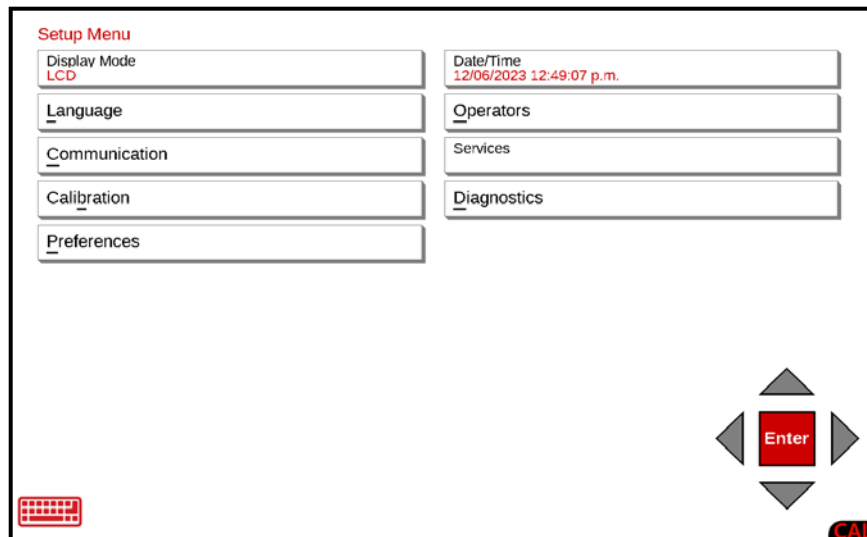 Setup Menu
Display Mode
LCD
Date/Time
12/06/2023 12:49:07 p.m.
Language
Operators
Communication
Services
Calibration
Diagnostics
Preferences
Enter